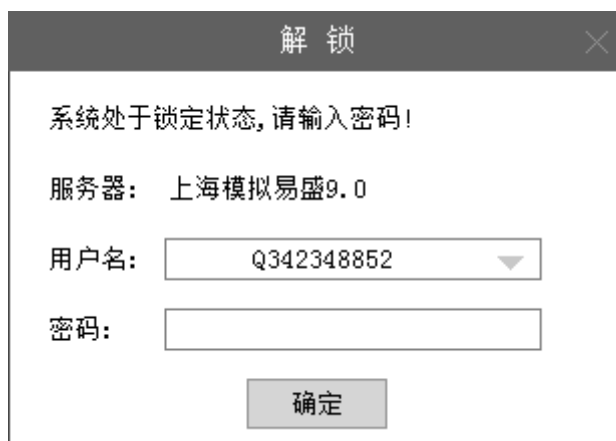 解 锁
系统处于锁定状态,请输入密码!
服务器: 上海模拟易盛9.0
用户名: Q342348852
密码:
确定